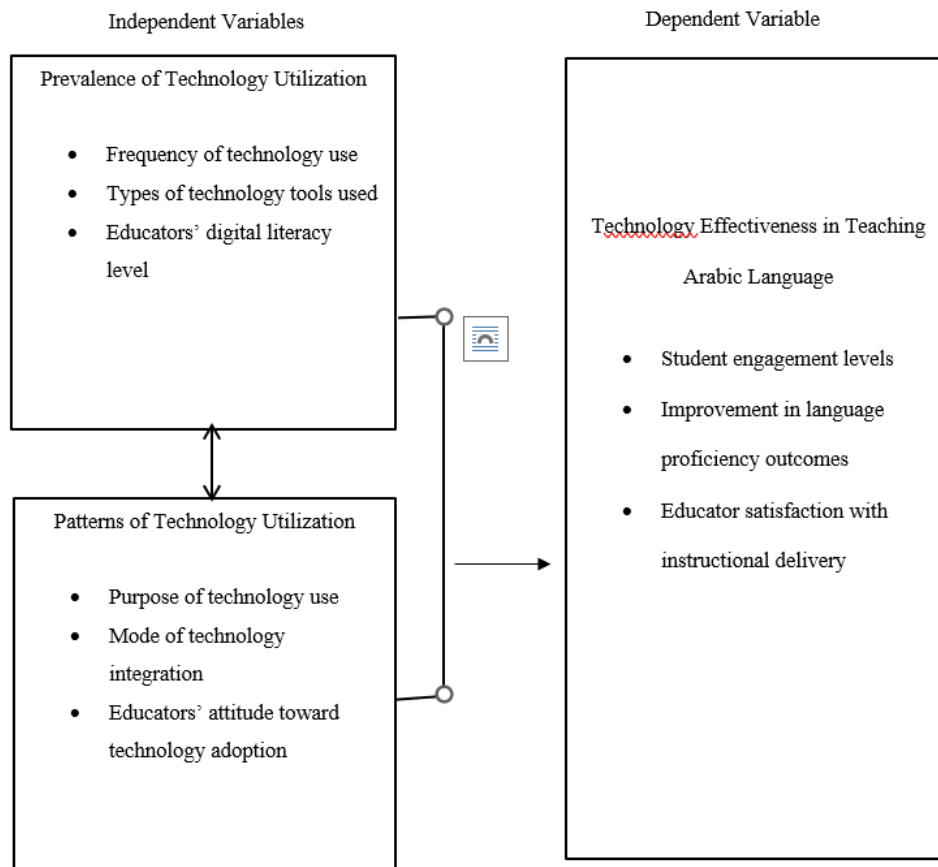 Independent Variables
Dependent Variable
Prevalence of Technology Utilization
• Frequency of technology use
• Types of technology tools used
• Educators’ digital literacy
level
Patterns of Technology Utilization
• Purpose of technology use
• Mode of technology
integration
• Educators’ attitude toward
technology adoption
Technology Effectiveness in Teaching
Arabic Language
• Student engagement levels
• Improvement in language
proficiency outcomes
• Educator satisfaction with
instructional delivery